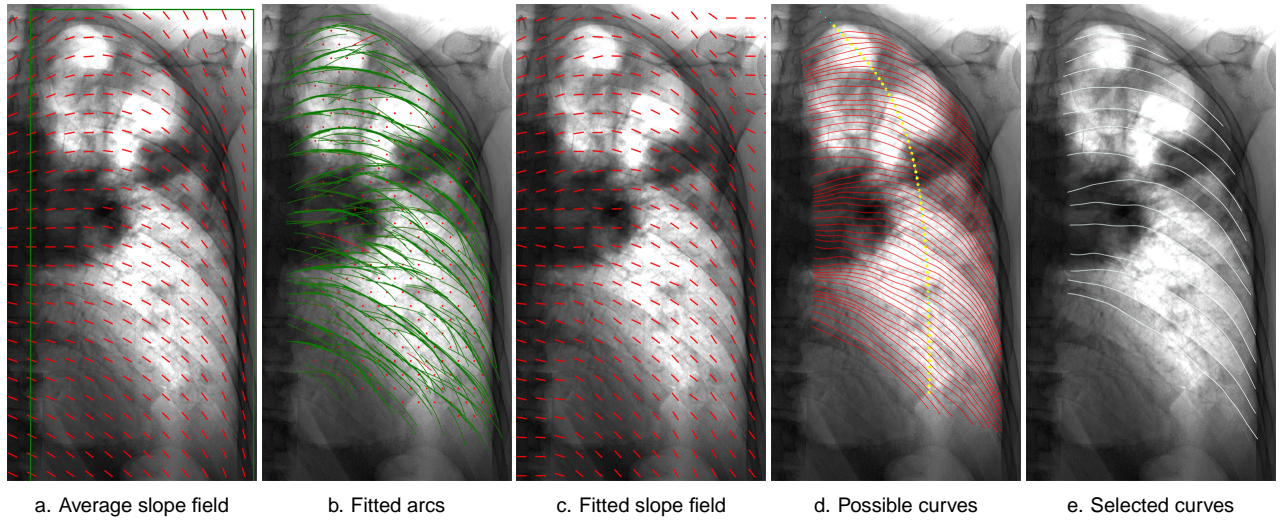 a. Average slope field
b. Fitted arcs
c. Fitted slope field
d. Possible curves
e. Selected curves